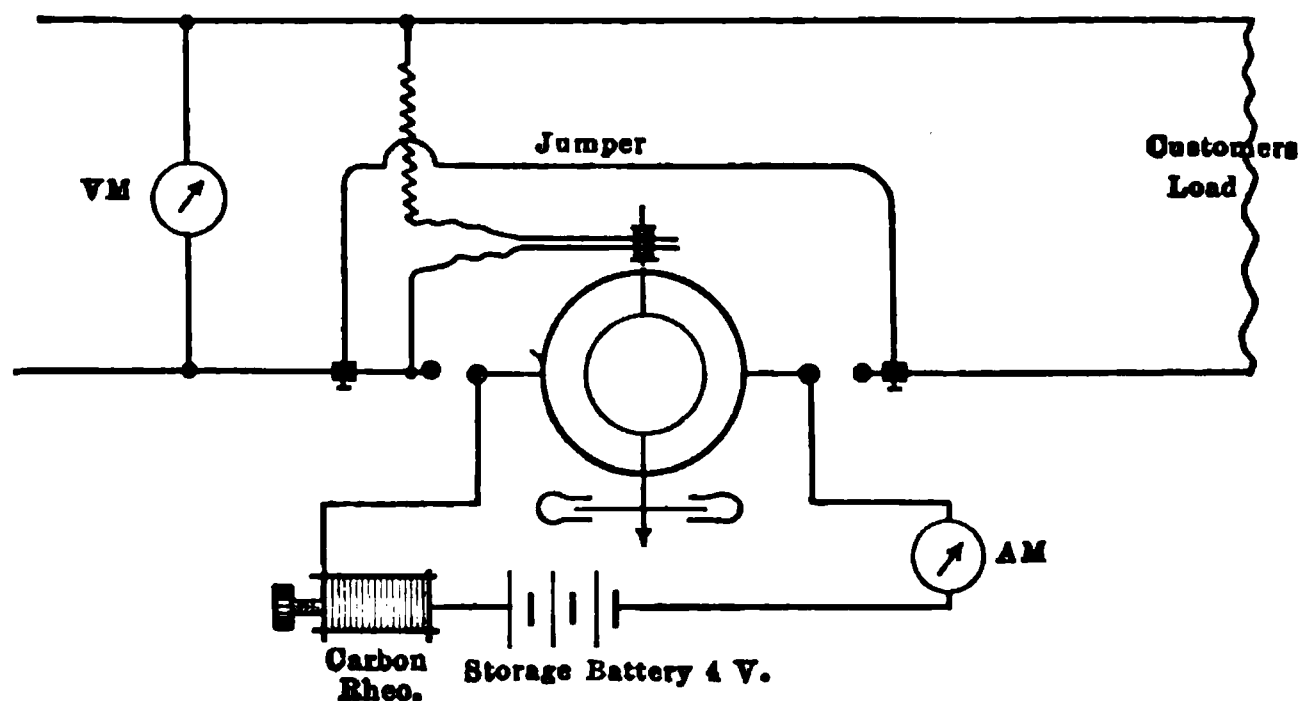 Jumper
Customers
Load
VM
AM
Carbon
Rheo.
Storage Battery 4 V.